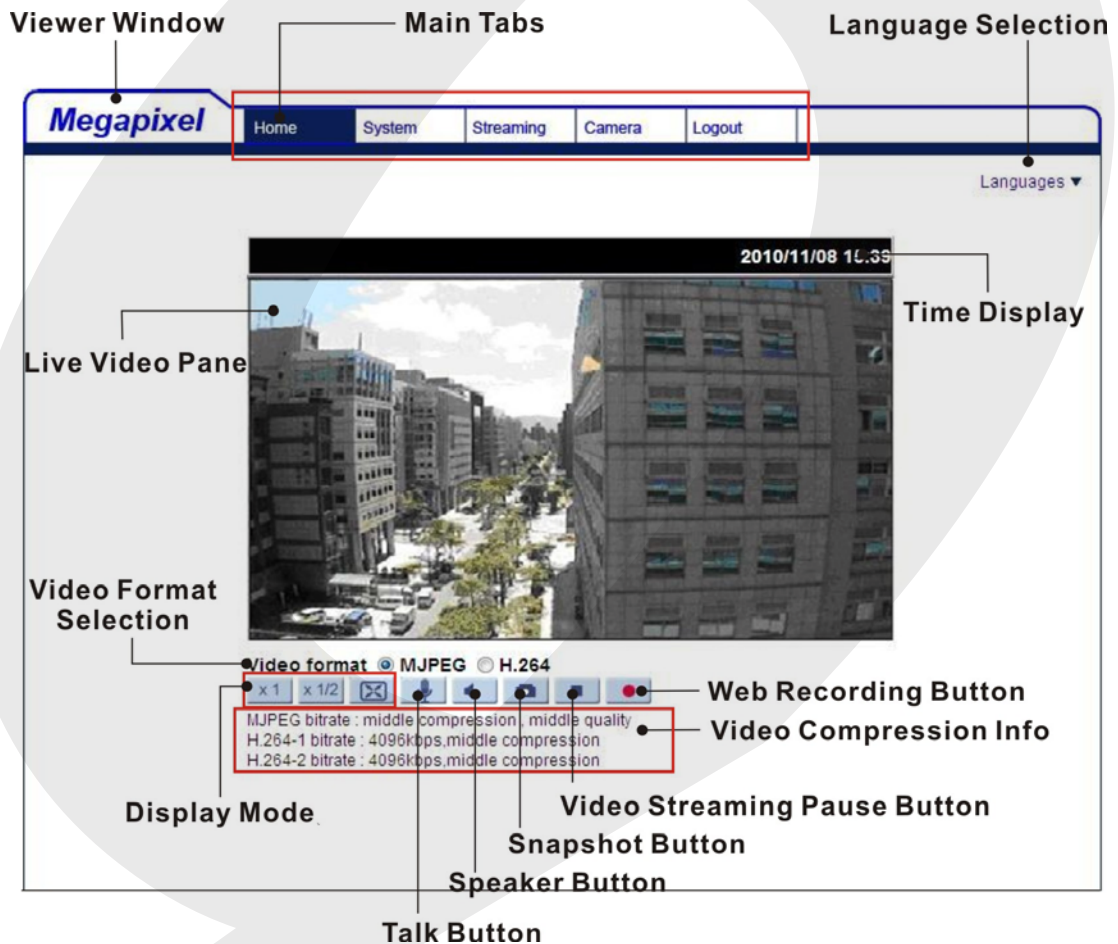 Viewer Window
Main Tabs
Language Selection
Megapixel
Home
System
Streaming
Camera
Logout
Languages ▼
2010/11/08
Time Display
Live Video Pane
Video Format
Selection
Video format MJPEG H.264
x 1
x 1/2
Web Recording Button
MJPEG bitrate : middle compression , middle quality
Video Compression Info
H.264-1 bitrate : 4096kbps,middle compression
H.264-2 bitrate : 4096kbps,middle compression
Display Mode
Video Streaming Pause Button
Snapshot Button
Speaker Button
Talk Button